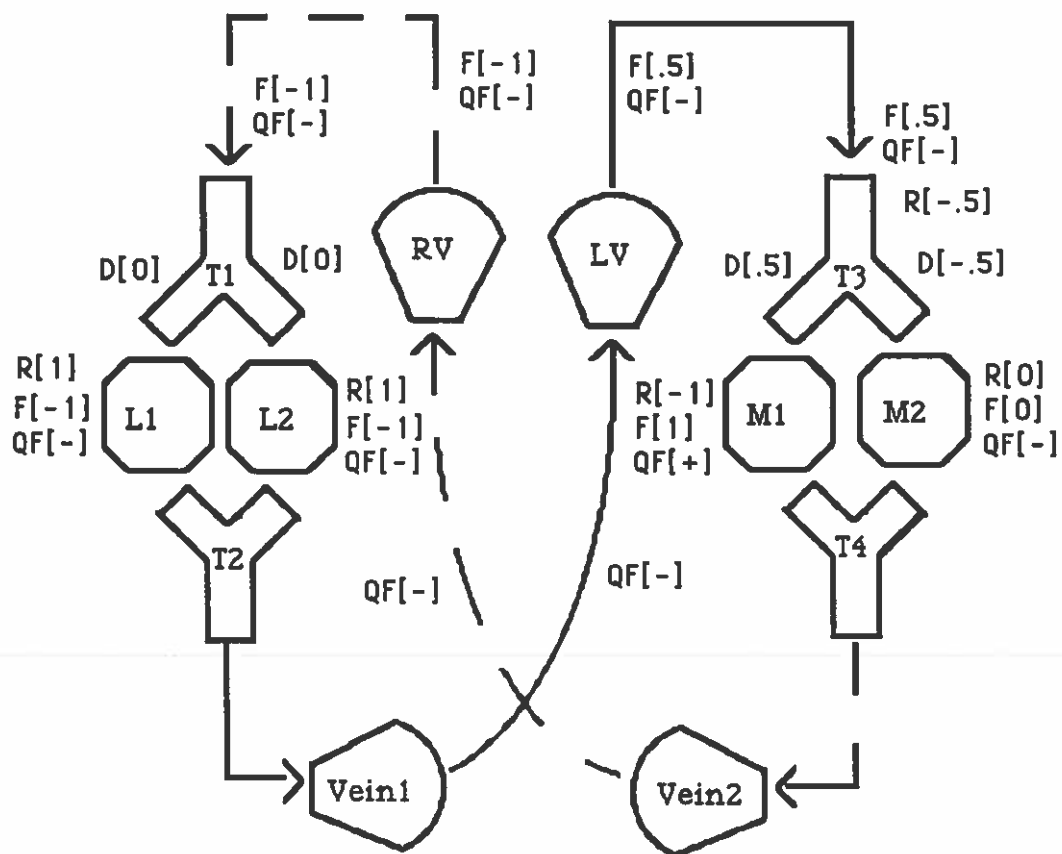 F[-1]
QF[-]
F[-1]
QF[-]
F[.5]
QF[-]
F[.5]
QF[-]
R[-.5]
D[0]
T1
D[0]
RV
LV
D[.5]
T3
D[-.5]
R[1]
F[-1]
QF[-]
L1
L2
R[1]
F[-1]
QF[-]
R[-1]
F[1]
QF[+]
M1
M2
R[0]
F[0]
QF[-]
T2
QF[-]
QF[-]
T4
Vein1
Vein2